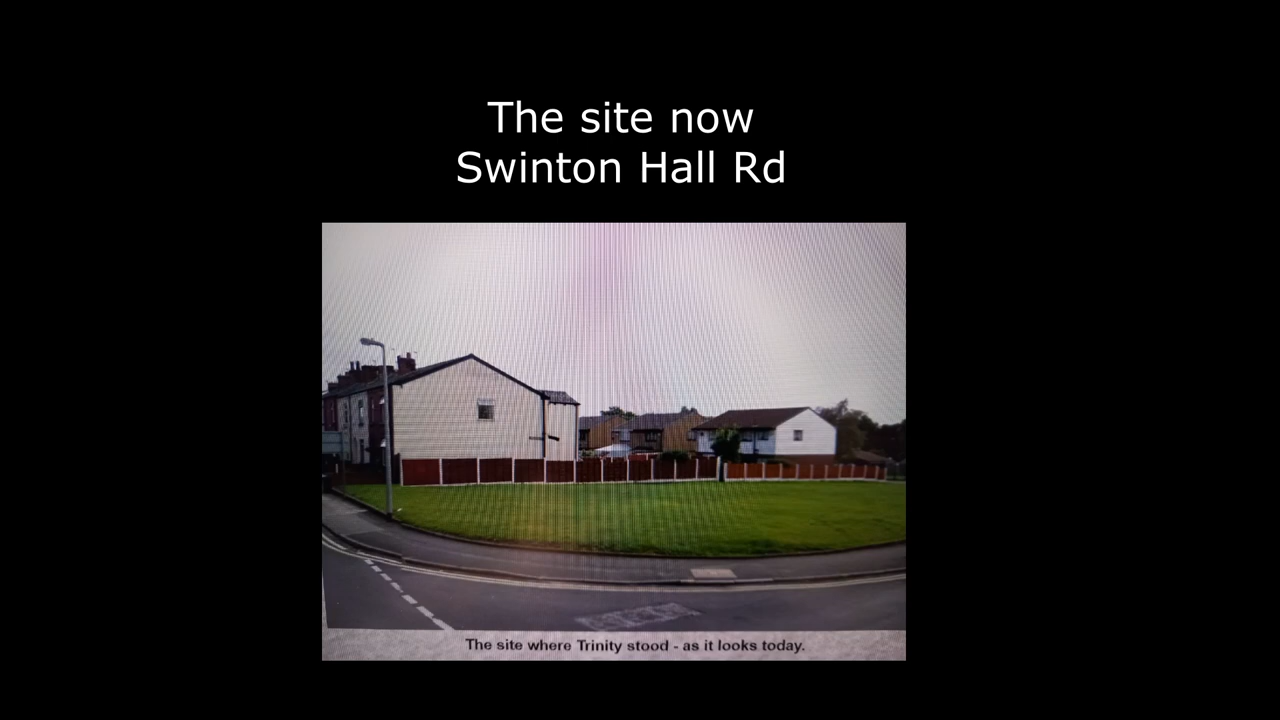 The site now
Swinton Hall Rd
The site where Trinity stood - as it looks today.